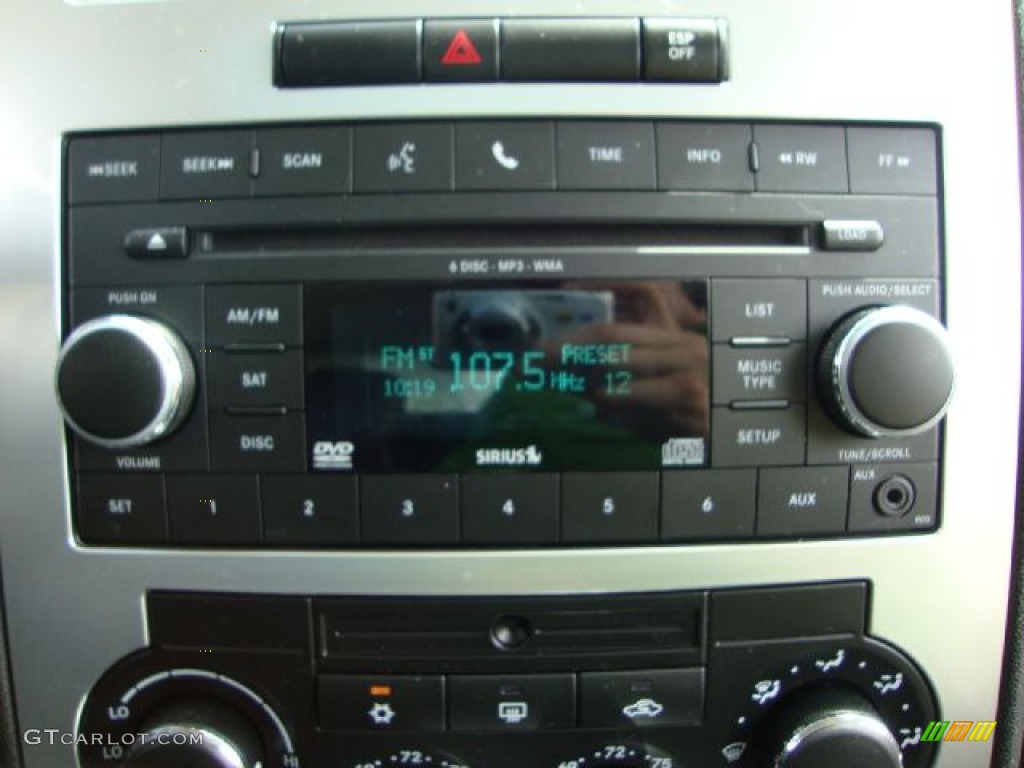 ESP
OFF
SEEK SEEK SCAN TIME INFO RW FF
LOAD
6 DISC - MP3 - WMA
PUSH ON
PUSH AUDIO/SELECT
AM/FM
LIST
FM ST 107.5 PRESET
10:19 MHz 12
SAT
MUSIC
TYPE
DISC
SETUP
DVD
SIRIUS
VOLUME
TUNE/SCROLL
SET 1 2 3 4 5 6 AUX
AUX
LO
LO
HI
72
72
75
GTCARLOT.COM